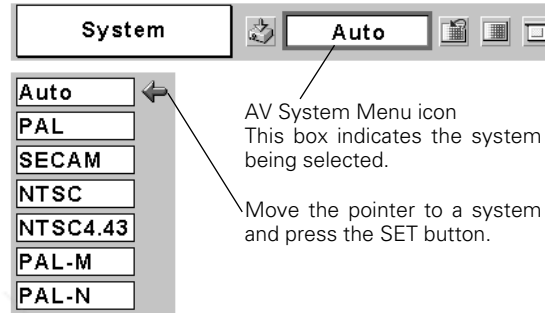 System
Auto
Auto
PAL
SECAM
NTSC
NTSC4.43
PAL-M
PAL-N
AV System Menu icon
This box indicates the system
being selected.
Move the pointer to a system
and press the SET button.